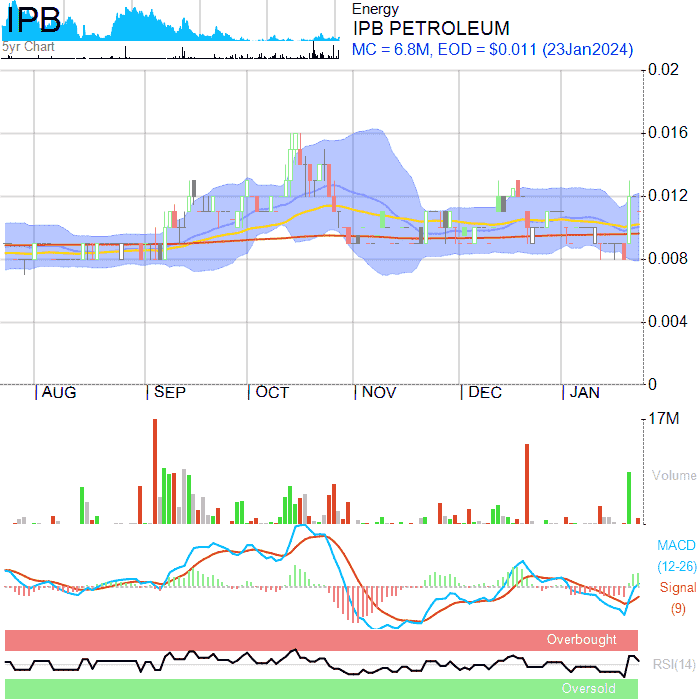 IPB
5yr Chart
Energy
IPB PETROLEUM
MC = 6.8M, EOD = $0.011 (23Jan2024)
0.02
0.016
0.012
0.008
0.004
0
AUG SEP OCT NOV DEC JAN
17M
Volume
MACD
(12-26)
Signal
(9)
Overbought
RSI(14)
Oversold